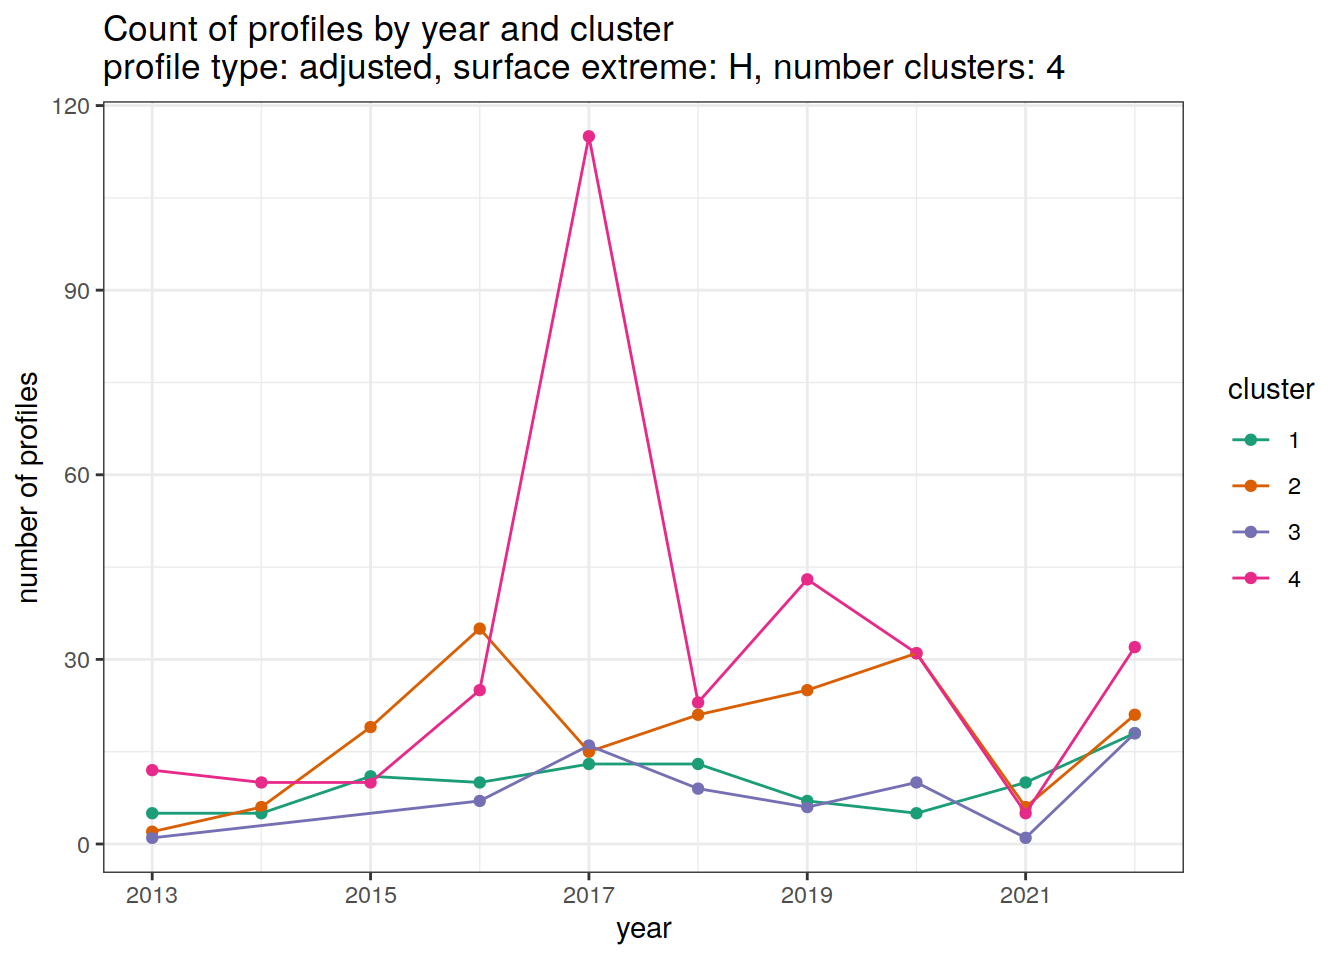 Count of profiles by year and cluster
profile type: adjusted, surface extreme: H, number clusters: 4
120
90
60
30
0
number of profiles
2013 2015 2017 2019 2021
year
cluster
1
2
3
4